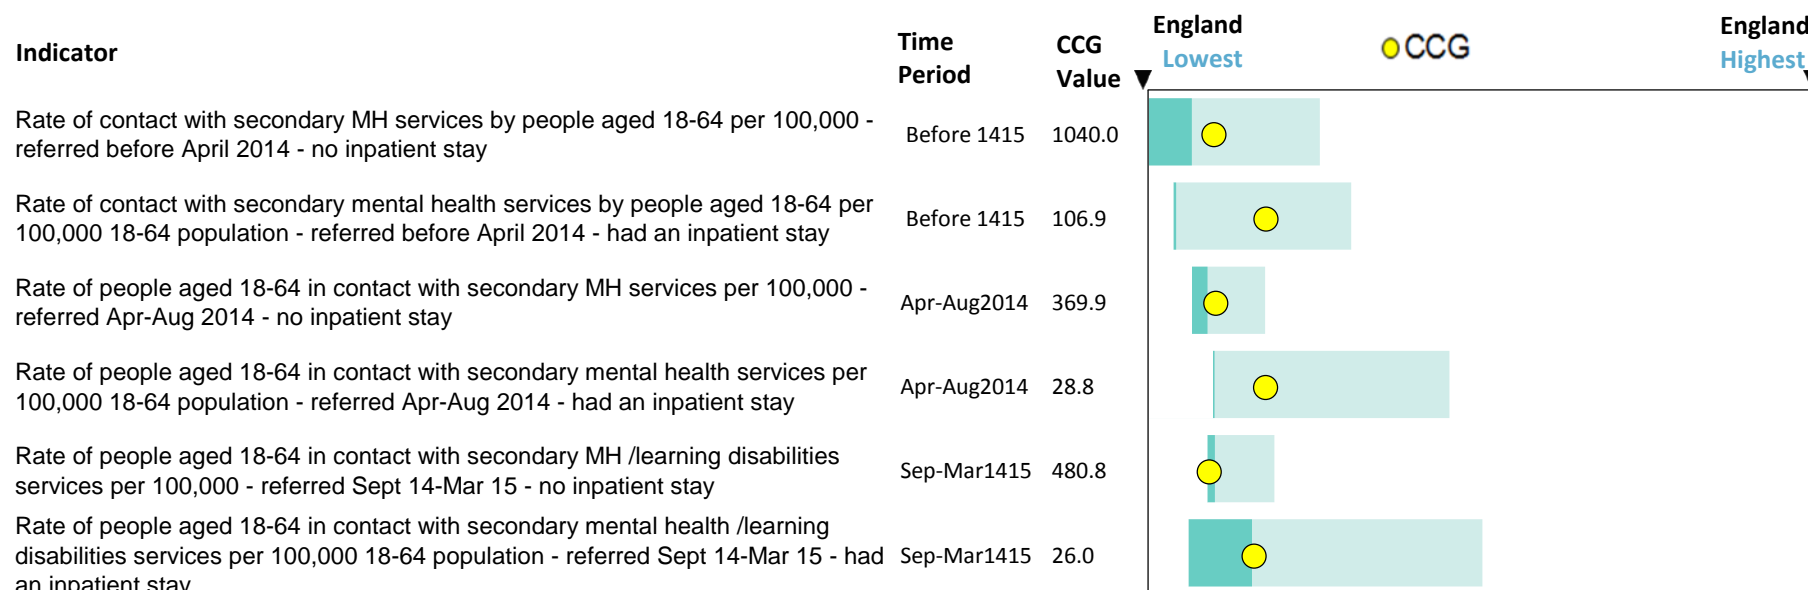 Indicator
Time
Period
CCG
Value
England
Lowest
CCG
England
Highest
Rate of contact with secondary MH services by people aged 18-64 per 100,000 -
referred before April 2014 - no inpatient stay
Before 1415
1040.0
Rate of contact with secondary mental health services by people aged 18-64 per
100,000 18-64 population - referred before April 2014 - had an inpatient stay
Before 1415
106.9
Rate of people aged 18-64 in contact with secondary MH services per 100,000 -
referred Apr-Aug 2014 - no inpatient stay
Apr-Aug2014
369.9
Rate of people aged 18-64 in contact with secondary mental health services per
100,000 18-64 population - referred Apr-Aug 2014 - had an inpatient stay
Apr-Aug2014
28.8
Rate of people aged 18-64 in contact with secondary MH /learning disabilities
services per 100,000 - referred Sept 14-Mar 15 - no inpatient stay
Sep-Mar1415
480.8
Rate of people aged 18-64 in contact with secondary mental health /learning
disabilities services per 100,000 18-64 population - referred Sept 14-Mar 15 - had
an inpatient stay
Sep-Mar1415
26.0